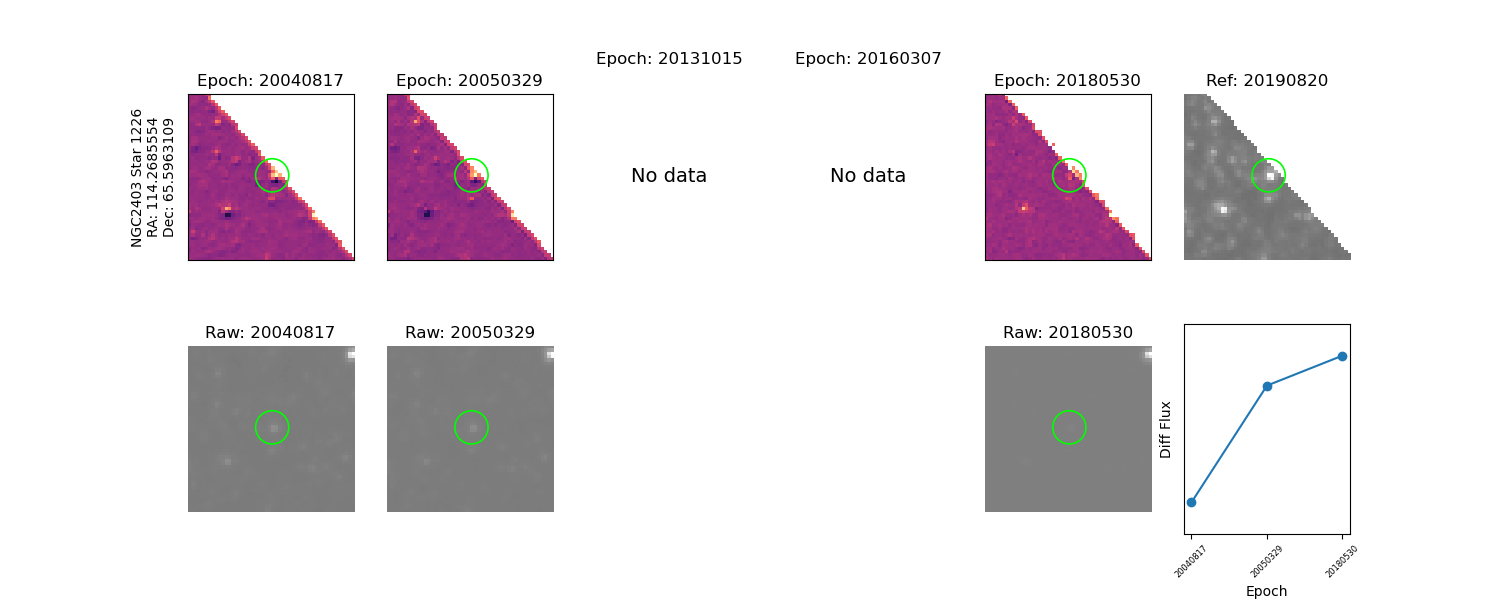 Epoch: 20040817
Epoch: 20050329
Epoch: 20131015
Epoch: 20160307
Epoch: 20180530
Ref: 20190820
NGC2403 Star 1226
RA: 114.2685554
Dec: 65.5963109
No data
No data
Raw: 20040817
Raw: 20050329
Raw: 20180530
Diff Flux
20040817
20050329
20180530
Epoch